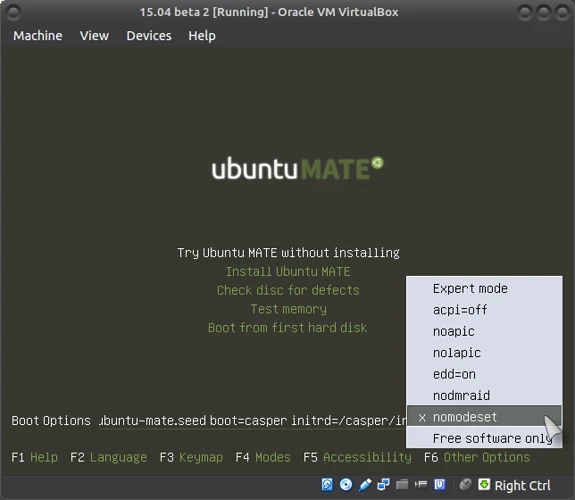 15.04 beta 2 [Running] - Oracle VM VirtualBox
Machine View Devices Help
ubuntuMATE
Try Ubuntu MATE without installing
Install Ubuntu MATE
Check disc for defects
Test memory
Boot from first hard disk
Expert mode
acpi=off
noapic
nolapic
edd=on
nodmraid
x nomodeset
Free software only
Boot Options ubuntu-mate.seed boot=casper initrd=/casper/in
F1 Help F2 Language F3 Keymap F4 Modes F5 Accessibility F6 Other Options
Right Ctrl